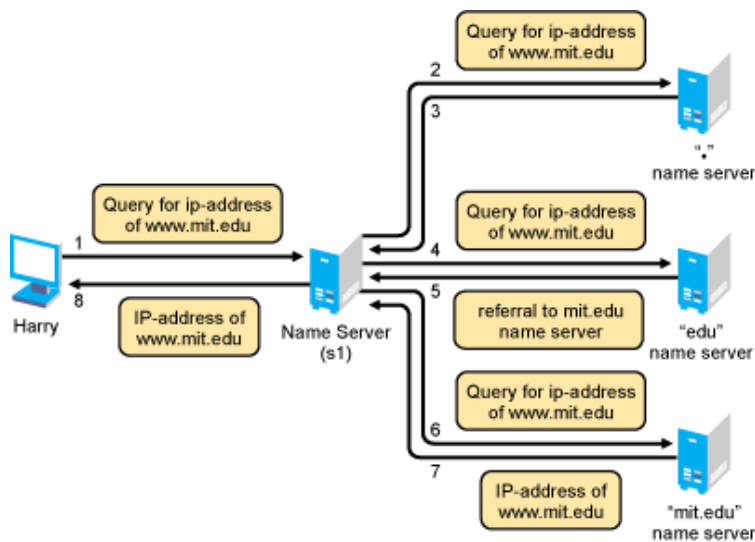 Query for ip-address
of www.mit.edu
2
3
“.”
name server
Query for ip-address
of www.mit.edu
1
8
IP-address of
www.mit.edu
Harry
Name Server
(s1)
Query for ip-address
of www.mit.edu
4
5
referral to mit.edu
name server
“edu”
name server
Query for ip-address
of www.mit.edu
6
7
IP-address of
www.mit.edu
“mit.edu”
name server